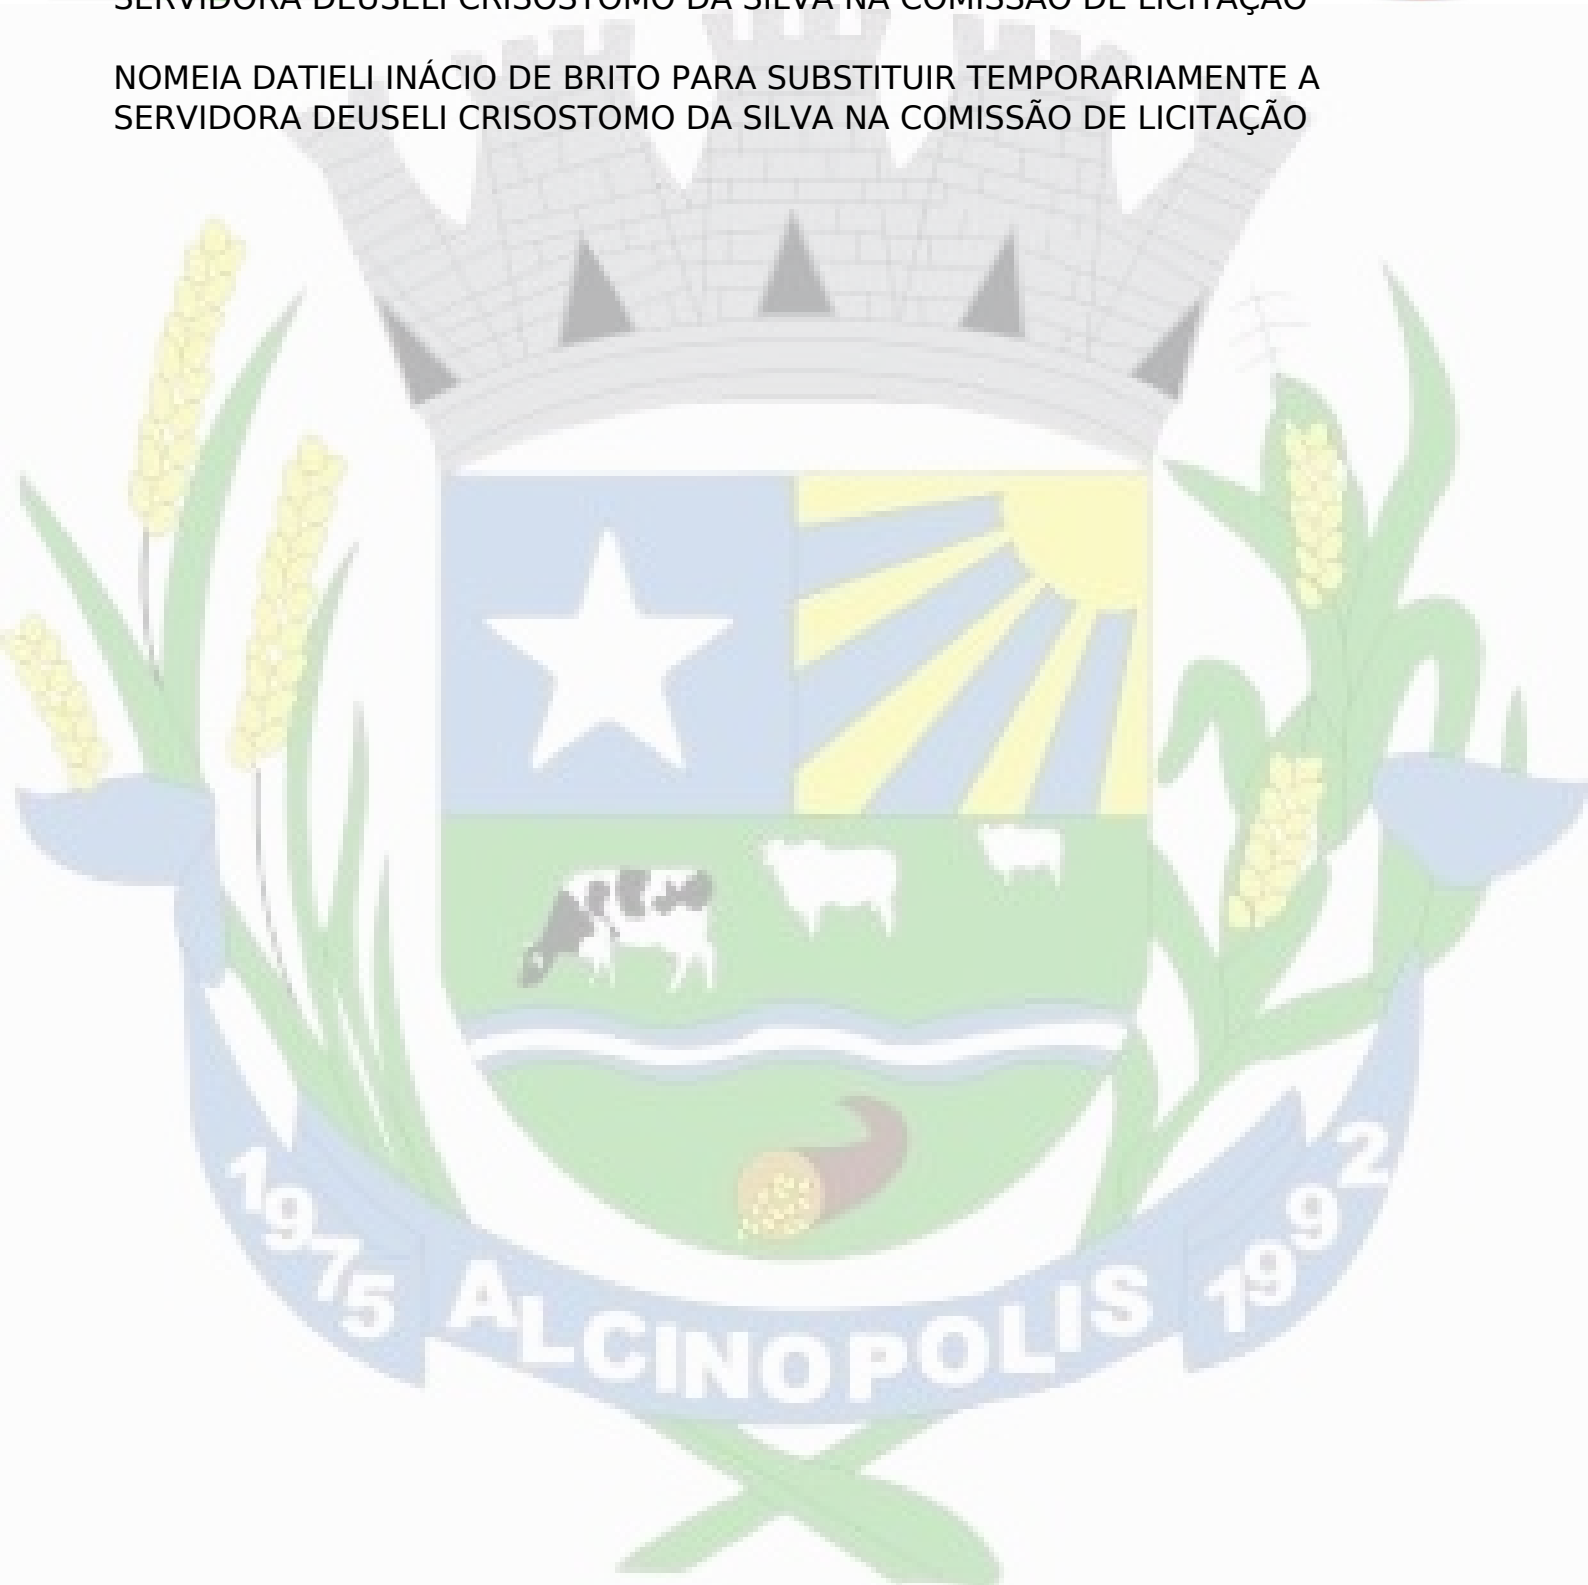 SERVIDORA DEUSELI CRISOSTOMO DA SILVA NA COMISSÃO DE LICITAÇÃO
NOMEIA DATIELI INÁCIO DE BRITO PARA SUBSTITUIR TEMPORARIAMENTE A
SERVIDORA DEUSELI CRISOSTOMO DA SILVA NA COMISSÃO DE LICITAÇÃO
1975 ALCINOPOLIS 1992